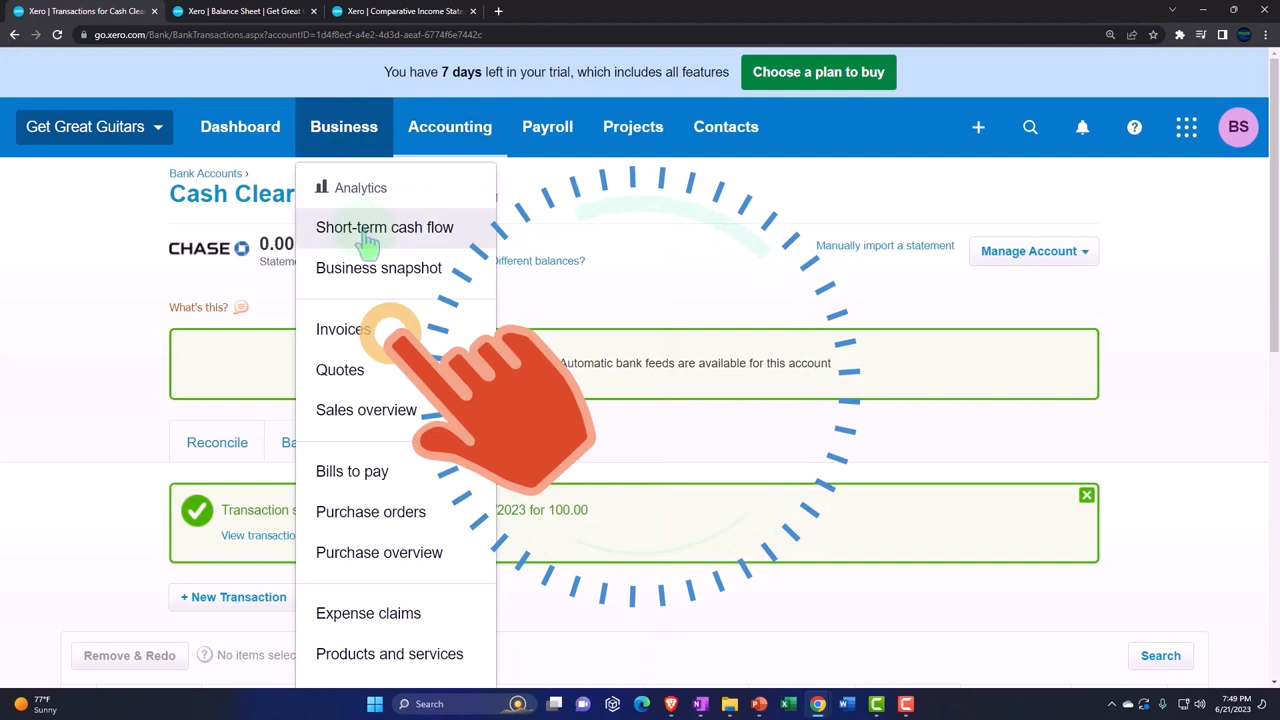 Xero | Transactions for Cash Clea
Xero | Balance Sheet | Get Great G
Xero | Comparative Income State
go.xero.com/Bank/BankTransactions.aspx?accountID=1d4f8ecf-a4e2-4d3d-aeaf-6774f6e7442c
You have 7 days left in your trial, which includes all features
Choose a plan to buy
Get Great Guitars
Dashboard
Business
Accounting
Payroll
Projects
Contacts
BS
Bank Accounts ›
Cash Clear
Analytics
Short-term cash flow
CHASE
0.00
Manually import a statement
Manage Account
Different balances?
Business snapshot
What's this?
Invoices
Automatic bank feeds are available for this account
Quotes
Sales overview
Reconcile
Ba
Bills to pay
Transaction s
2023 for 100.00
Purchase orders
View transactio
Purchase overview
+ New Transaction
Expense claims
Remove & Redo
No items selec
Products and services
Search
77°F
Sunny
Search
7:49 PM
6/21/2023